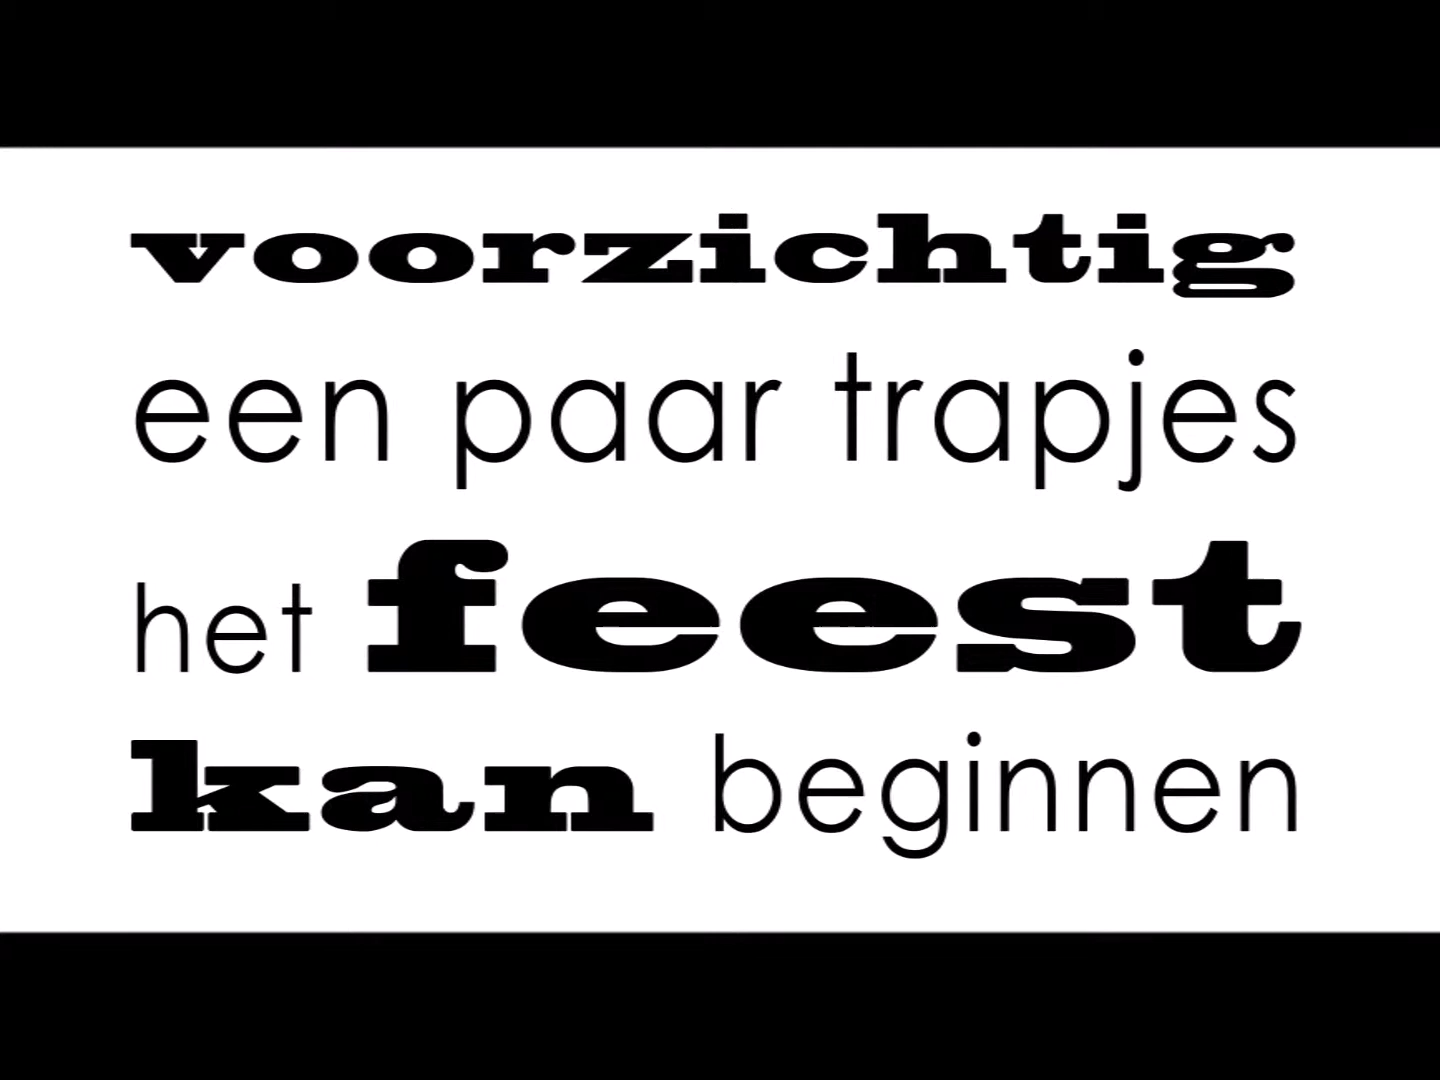 voorzichtig
een paar trapjes
het feest
kan beginnen